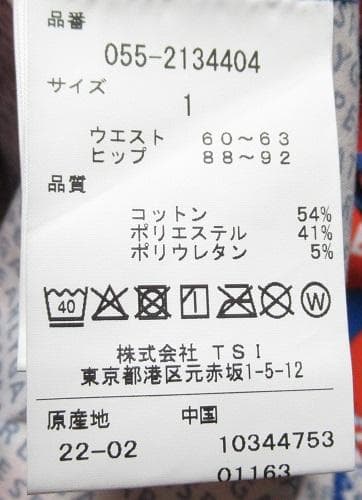 品番
055-2134404
サイズ
1
ウエスト 60～63
ヒップ 88～92
品質
コットン 54%
ポリエステル 41%
ポリウレタン 5%
40 W
株式会社 TSI
東京都港区元赤坂1-5-12
原産地 中国
22-02 10344753
01163